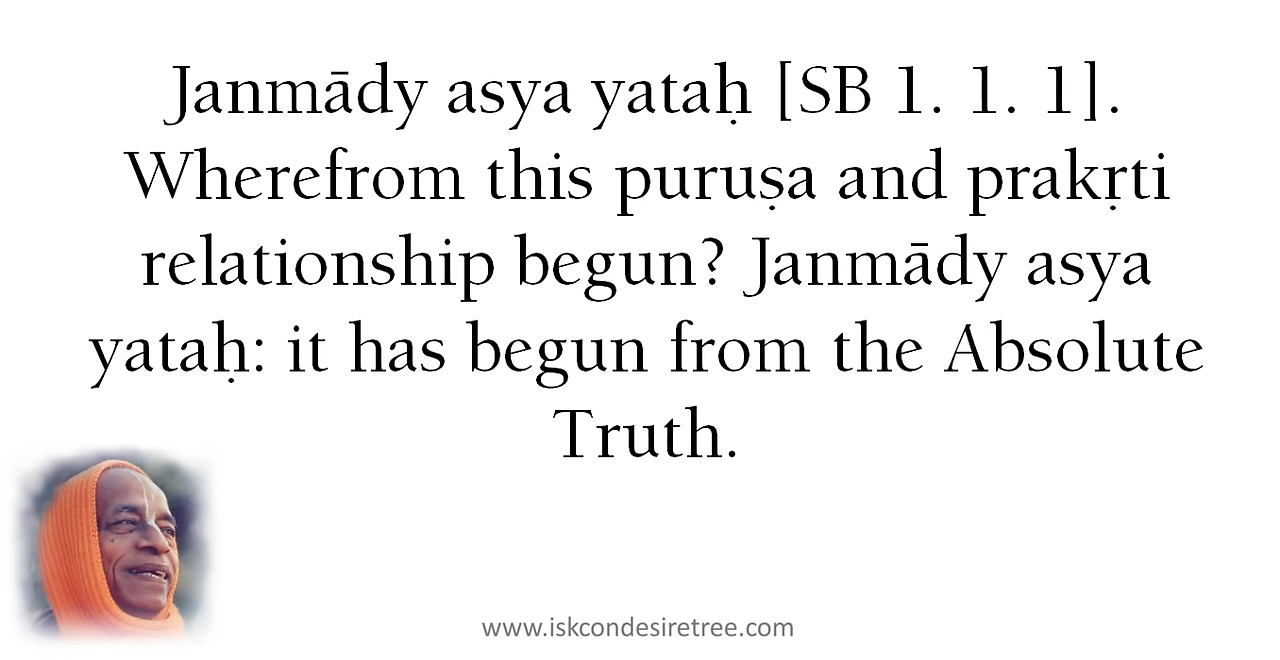 Janmādy asya yataḥ [SB 1. 1. 1].
Wherefrom this puruṣa and prakṛti
relationship begun? Janmādy asya
yataḥ: it has begun from the Absolute
Truth.
www.iskcondesiretree.com